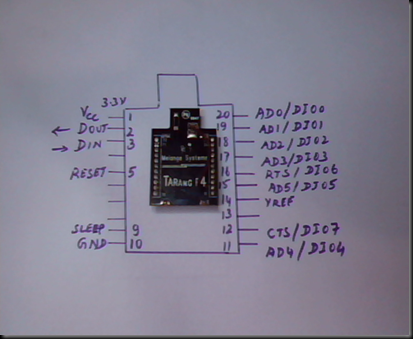 3.3V
Vcc 1
← DOUT 2
→ DIN 3
RESET 5
SLEEP 9
GND 10
20 AD0/DIO0
19 AD1/DIO1
18 AD2/DIO2
17 AD3/DIO3
16 RTS/DIO6
15 AD5/DIO5
14 VREF
13
12 CTS/DIO7
11 AD4/DIO4
Melange Systems
TARANG F4